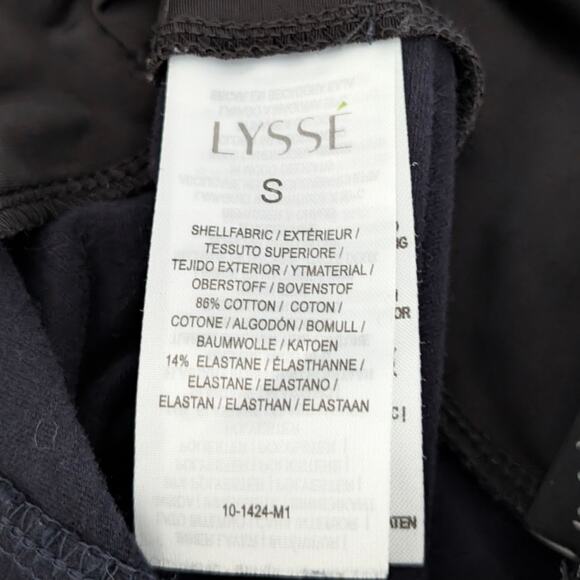 LYSSÉ
S
SHELLFABRIC / EXTÉRIEUR /
TESSUTO SUPERIORE /
TEJIDO EXTERIOR / YTMATERIAL /
OBERSTOFF / BOVENSTOF
86% COTTON / COTON /
COTONE / ALGODÓN / BOMULL /
BAUMWOLLE / KATOEN
14% ELASTANE / ÉLASTHANNE /
ELASTANE / ELASTANO /
ELASTAN / ELASTHAN / ELASTAAN
10-1424-M1